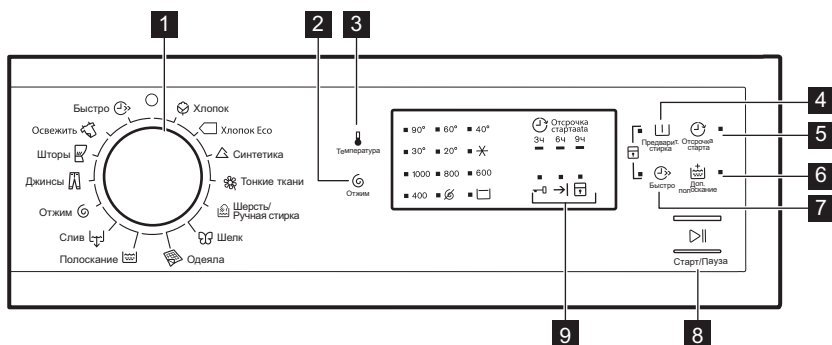 1
2
3
4
5
6
7
8
9
Быстро
Освежить
Шторы
Джинсы
Отжим
Слив
Полоскание
Хлопок
Хлопок Eco
Синтетика
Тонкие ткани
Шерсть/
Ручная стирка
Шелк
Одеяла
Температура
Отжим
90° 60° 40°
30° 20°
1000 800 600
400
Отсрочка
стартаata
3ч 6ч 9ч
Предварит.
стирка
Отсрочка
старта
Быстро
Доп.
полоскание
Старт/Пауза